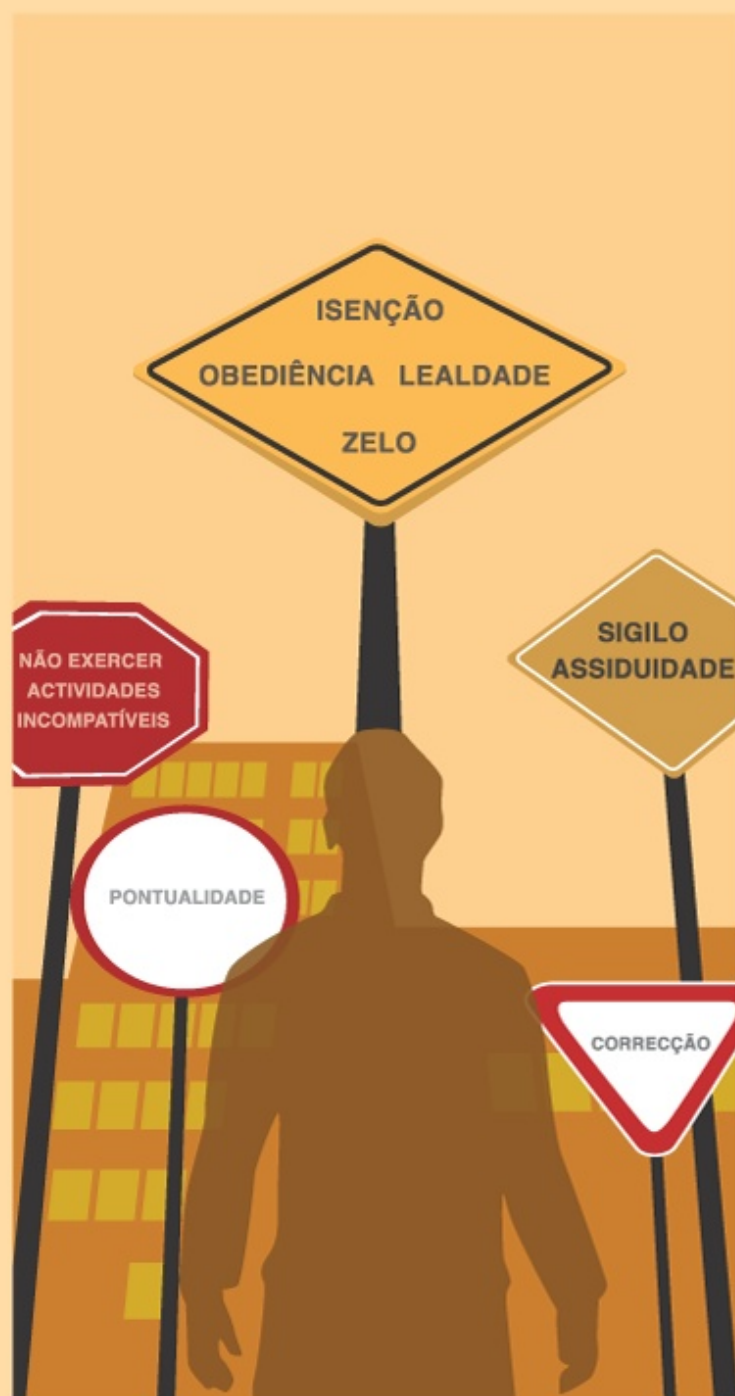 ISENÇÃO
OBEDIÊNCIA LEALDADE
ZELO
NÃO EXERCER
ACTIVIDADES
INCOMPATÍVEIS
SIGILO
ASSIDUIDADE
PONTUALIDADE
CORRECÇÃO